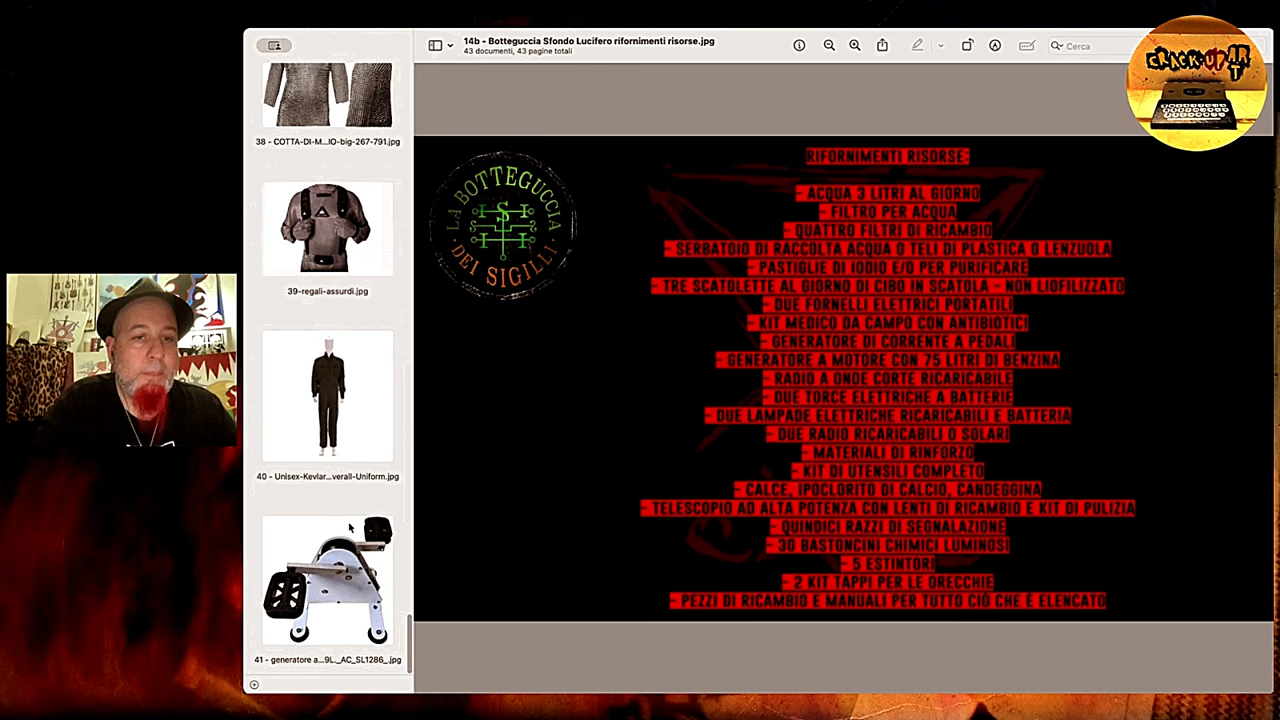 14b - Botteguccia Sfondo Lucifero rifornimenti risorse.jpg
43 documenti, 43 pagine totali
Cerca
CRACK-UP ART
38 - COTTA-DI-M...IO-big-267-791.jpg
39-regali-assurdi.jpg
40 - Unisex-Kevlar...verall-Uniform.jpg
41 - generatore a...9L._AC_SL1286_.jpg
LA BOTTEGUCCIA
DEI SIGILLI
RIFORNIMENTI RISORSE:
- ACQUA 3 LITRI AL GIORNO
- FILTRO PER ACQUA
- QUATTRO FILTRI DI RICAMBIO
- SERBATOIO DI RACCOLTA ACQUA O TELI DI PLASTICA O LENZUOLA
- PASTIGLIE DI IODIO E/O PER PURIFICARE
- TRE SCATOLETTE AL GIORNO DI CIBO IN SCATOLA - NON LIOFILIZZATO
- DUE FORNELLI ELETTRICI PORTATILI
- KIT MEDICO DA CAMPO CON ANTIBIOTICI
- GENERATORE DI CORRENTE A PEDALI
- GENERATORE A MOTORE CON 75 LITRI DI BENZINA
- RADIO A ONDE CORTE RICARICABILE
- DUE TORCE ELETTRICHE A BATTERIE
- DUE LAMPADE ELETTRICHE RICARICABILI E BATTERIA
- DUE RADIO RICARICABILI O SOLARI
- MATERIALI DI RINFORZO
- KIT DI UTENSILI COMPLETO
- CALCE, IPOCLORITO DI CALCIO, CANDEGGINA
- TELESCOPIO AD ALTA POTENZA CON LENTI DI RICAMBIO E KIT DI PULIZIA
- QUINDICI RAZZI DI SEGNALAZIONE
- 30 BASTONCINI CHIMICI LUMINOSI
- 5 ESTINTORI
- 2 KIT TAPPI PER LE ORECCHIE
- PEZZI DI RICAMBIO E MANUALI PER TUTTO CIÒ CHE È ELENCATO